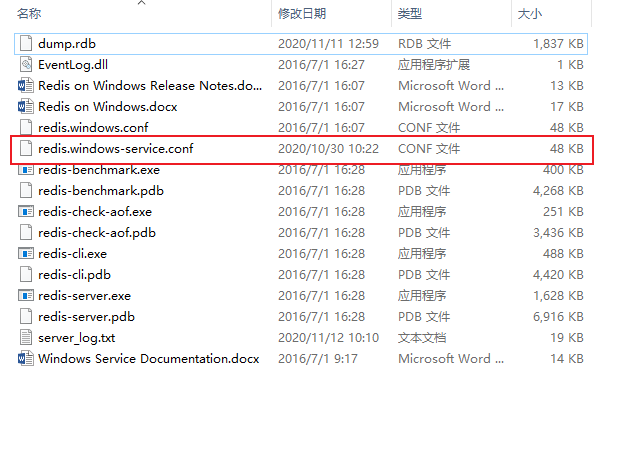 名称 修改日期 类型 大小
dump.rdb 2020/11/11 12:59 RDB 文件 1,837 KB
EventLog.dll 2016/7/1 16:27 应用程序扩展 1 KB
Redis on Windows Release Notes.do... 2016/7/1 16:07 Microsoft Word ... 13 KB
Redis on Windows.docx 2016/7/1 16:07 Microsoft Word ... 17 KB
redis.windows.conf 2016/7/1 16:07 CONF 文件 48 KB
redis.windows-service.conf 2020/10/30 10:22 CONF 文件 48 KB
redis-benchmark.exe 2016/7/1 16:28 应用程序 400 KB
redis-benchmark.pdb 2016/7/1 16:28 PDB 文件 4,268 KB
redis-check-aof.exe 2016/7/1 16:28 应用程序 251 KB
redis-check-aof.pdb 2016/7/1 16:28 PDB 文件 3,436 KB
redis-cli.exe 2016/7/1 16:28 应用程序 488 KB
redis-cli.pdb 2016/7/1 16:28 PDB 文件 4,420 KB
redis-server.exe 2016/7/1 16:28 应用程序 1,628 KB
redis-server.pdb 2016/7/1 16:28 PDB 文件 6,916 KB
server_log.txt 2020/11/12 10:10 文本文档 19 KB
Windows Service Documentation.docx 2016/7/1 9:17 Microsoft Word ... 14 KB